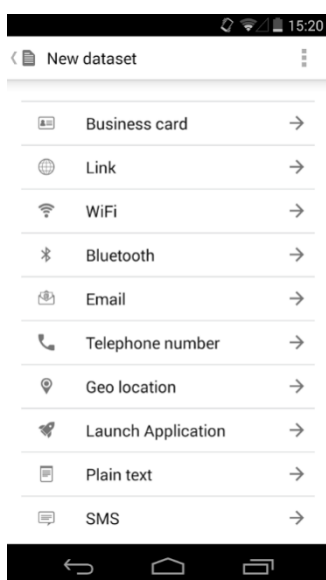 15:20
New dataset
Business card
Link
WiFi
Bluetooth
Email
Telephone number
Geo location
Launch Application
Plain text
SMS